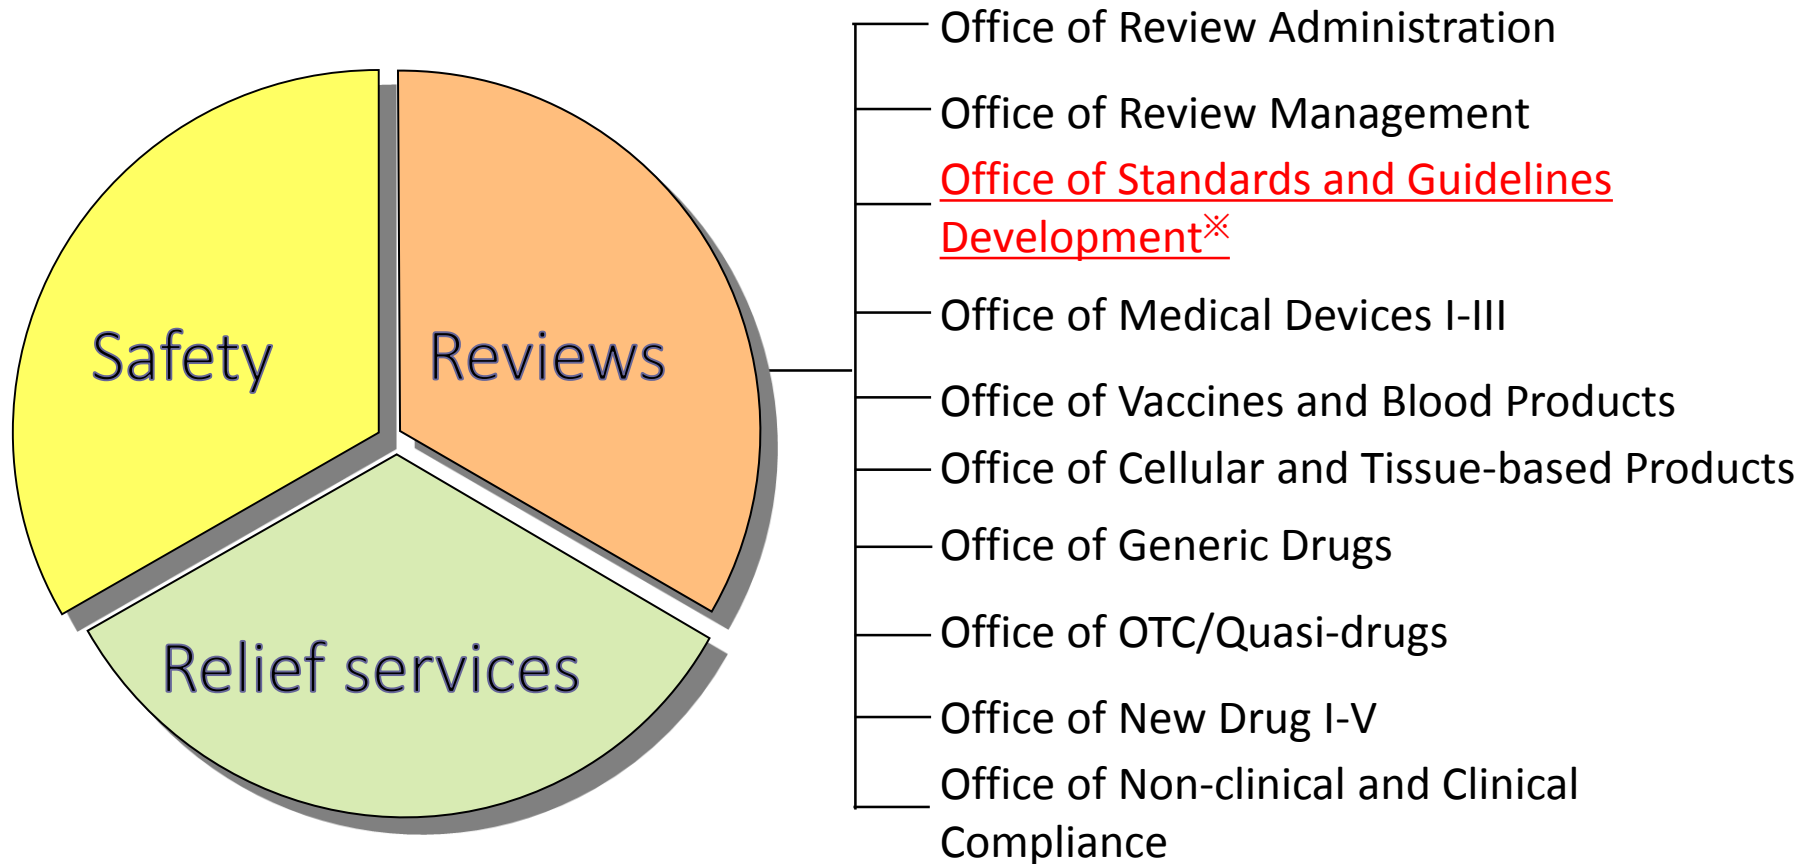 Safety
Reviews
Relief services
Office of Review Administration
Office of Review Management
Office of Standards and Guidelines
Development※
Office of Medical Devices I-III
Office of Vaccines and Blood Products
Office of Cellular and Tissue-based Products
Office of Generic Drugs
Office of OTC/Quasi-drugs
Office of New Drug I-V
Office of Non-clinical and Clinical
Compliance